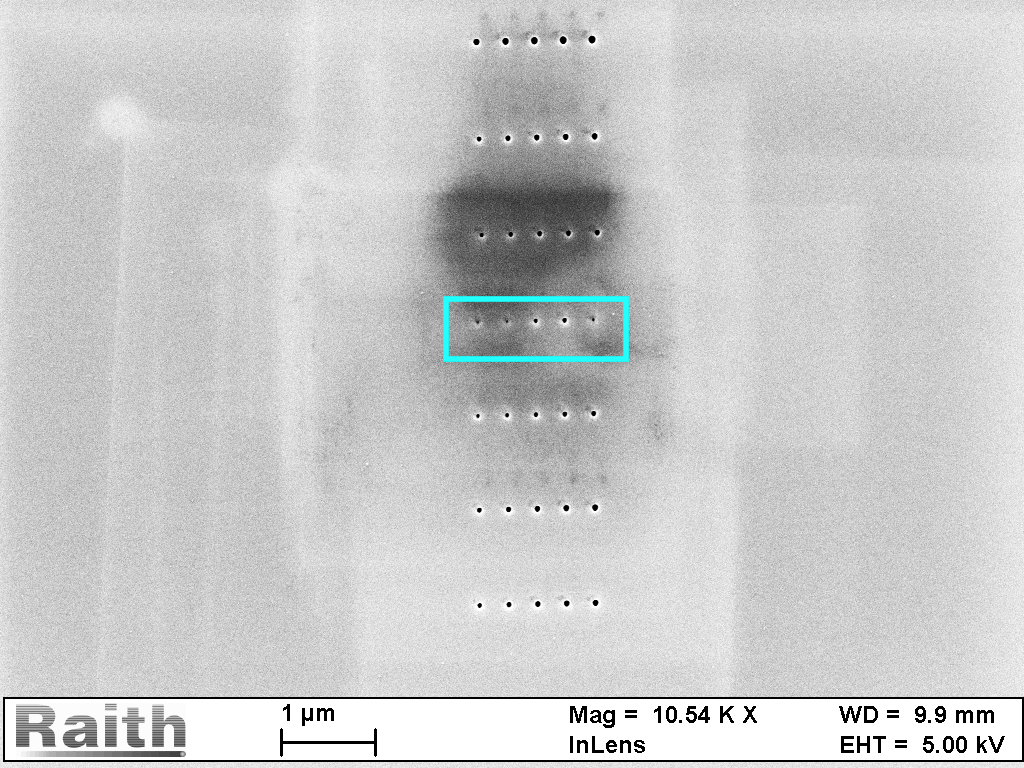 Raith
1 µm
Mag = 10.54 K X
WD = 9.9 mm
InLens
EHT = 5.00 kV